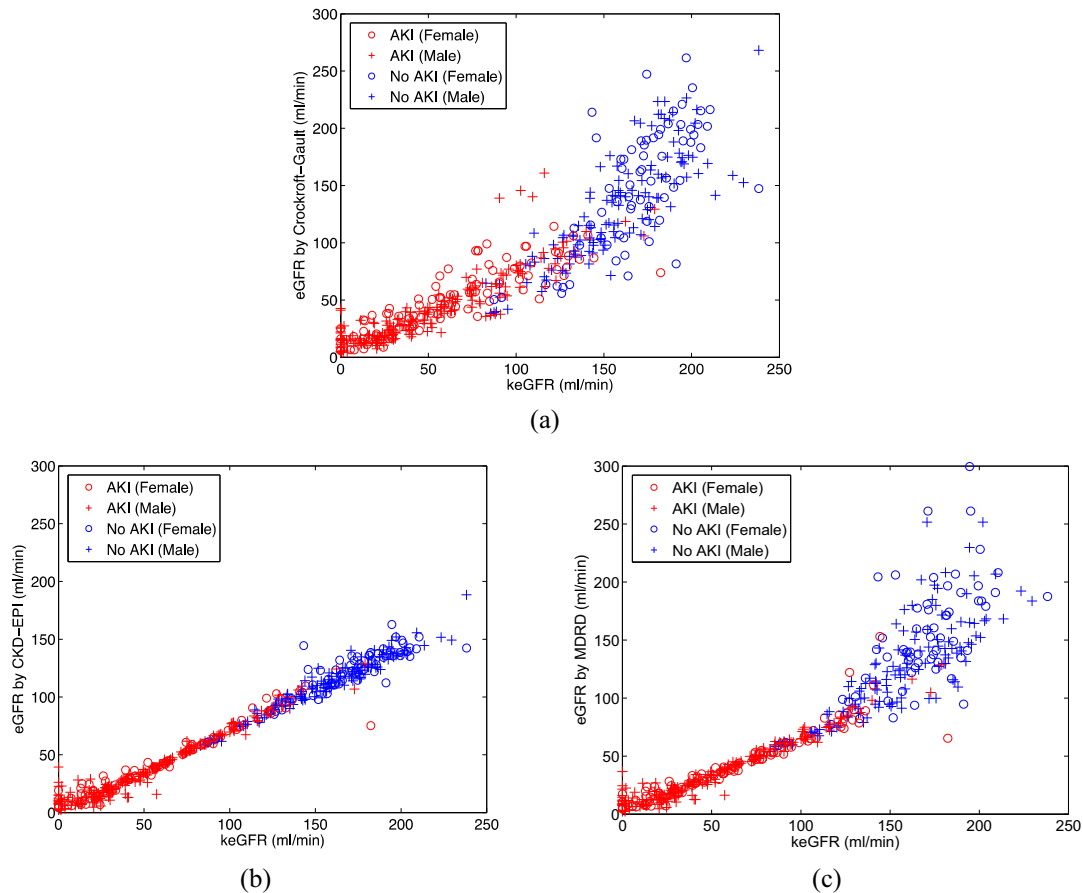 300
250
200
150
100
50
0
eGFR by Crockroft-Gault (ml/min)
AKI (Female)
AKI (Male)
No AKI (Female)
No AKI (Male)
0 50 100 150 200 250
keGFR (ml/min)
(a)
300
250
200
150
100
50
0
eGFR by CKD-EPI (ml/min)
AKI (Female)
AKI (Male)
No AKI (Female)
No AKI (Male)
0 50 100 150 200 250
keGFR (ml/min)
(b)
300
250
200
150
100
50
0
eGFR by MDRD (ml/min)
AKI (Female)
AKI (Male)
No AKI (Female)
No AKI (Male)
0 50 100 150 200 250
keGFR (ml/min)
(c)